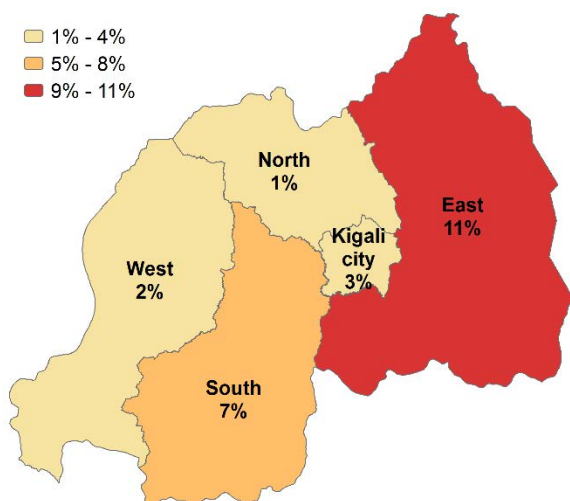 1% - 4%
5% - 8%
9% - 11%
North
1%
East
11%
Kigali
city
3%
West
2%
South
7%